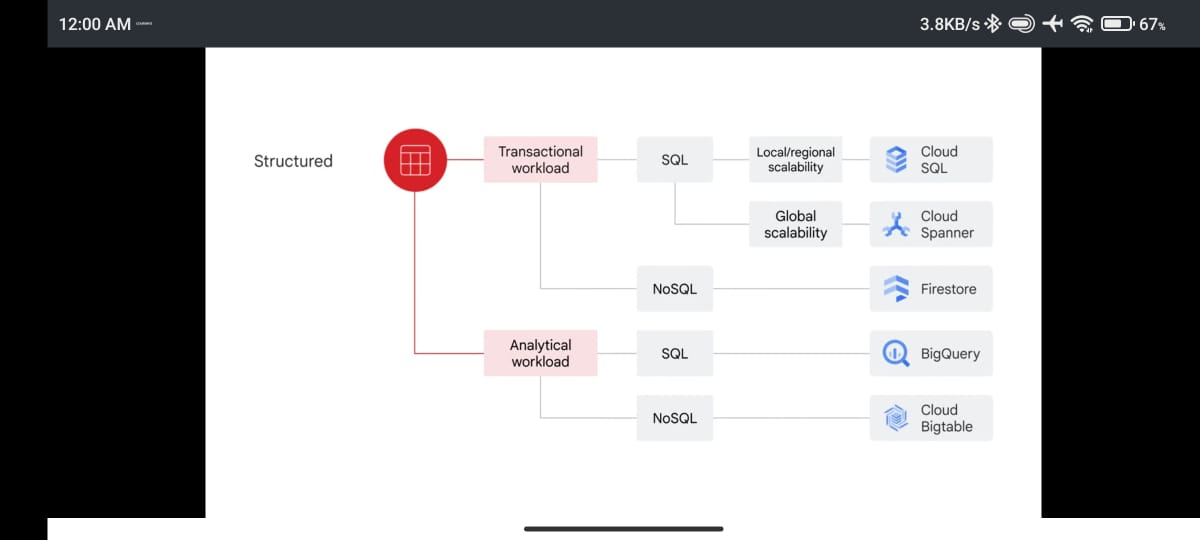 12:00 AM
3.8KB/s
67%
Structured
Transactional
workload
SQL
Local/regional
scalability
Cloud
SQL
Global
scalability
Cloud
Spanner
NoSQL
Firestore
Analytical
workload
SQL
BigQuery
NoSQL
Cloud
Bigtable